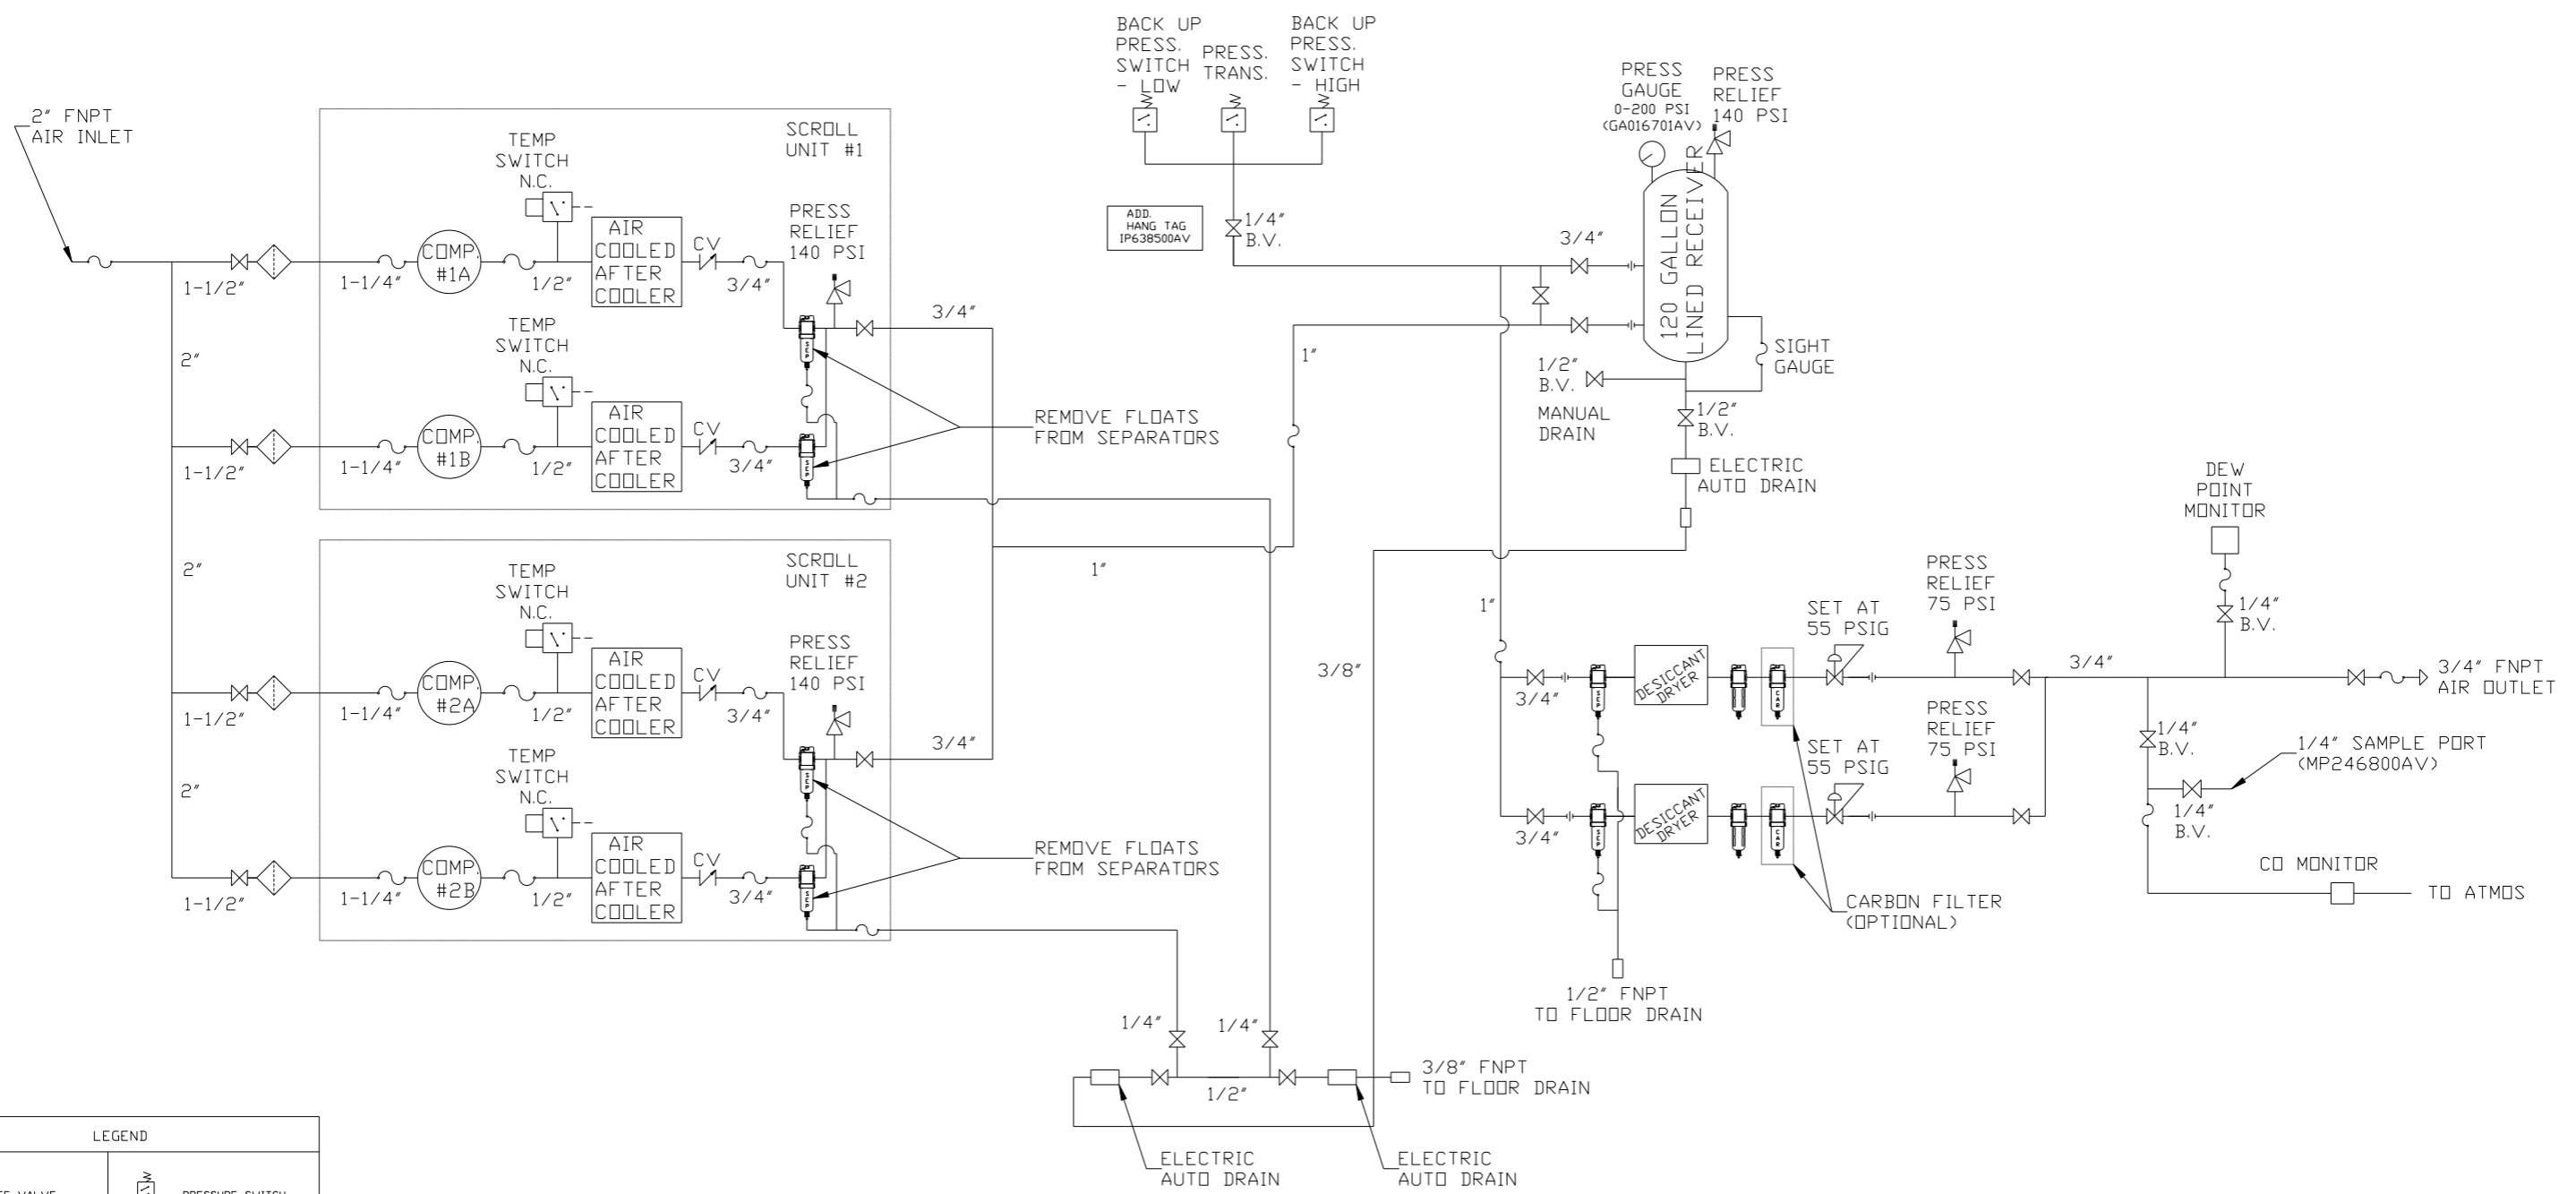 2" FNPT
AIR INLET
1-1/2"
1-1/2"
1-1/2"
1-1/2"
2"
2"
2"
SCROLL
UNIT #1
TEMP
SWITCH
N.C.
1-1/4"
COMP.
#1A
1/2"
AIR
COOLED
AFTER
COOLER
CV
3/4"
PRESS
RELIEF
140 PSI
SEP
TEMP
SWITCH
N.C.
1-1/4"
COMP.
#1B
1/2"
AIR
COOLED
AFTER
COOLER
CV
3/4"
SEP
3/4"
REMOVE FLOATS
FROM SEPARATORS
SCROLL
UNIT #2
TEMP
SWITCH
N.C.
1-1/4"
COMP.
#2A
1/2"
AIR
COOLED
AFTER
COOLER
CV
3/4"
PRESS
RELIEF
140 PSI
SEP
TEMP
SWITCH
N.C.
1-1/4"
COMP.
#2B
1/2"
AIR
COOLED
AFTER
COOLER
CV
3/4"
SEP
3/4"
REMOVE FLOATS
FROM SEPARATORS
1"
1"
BACK UP
PRESS.
SWITCH
- LOW
PRESS.
TRANS.
BACK UP
PRESS.
SWITCH
- HIGH
ADD.
HANG TAG
IP638500AV
1/4"
B.V.
PRESS
GAUGE
0-200 PSI
(GA016701AV)
PRESS
RELIEF
140 PSI
3/4"
120 GALLON
LINED RECEIVER
SIGHT
GAUGE
1/2"
B.V.
MANUAL
DRAIN
1/2"
B.V.
ELECTRIC
AUTO DRAIN
1"
3/8"
3/4"
SEP
DESICCANT
DRYER
CAR
SET AT
55 PSIG
PRESS
RELIEF
75 PSI
3/4"
SEP
DESICCANT
DRYER
CAR
SET AT
55 PSIG
PRESS
RELIEF
75 PSI
CARBON FILTER
(OPTIONAL)
1/2" FNPT
TO FLOOR DRAIN
3/4"
DEW
POINT
MONITOR
1/4"
B.V.
3/4" FNPT
AIR OUTLET
1/4"
B.V.
1/4" SAMPLE PORT
(MP246800AV)
1/4"
B.V.
CO MONITOR
TO ATMOS
1/4"
1/4"
1/2"
3/8" FNPT
TO FLOOR DRAIN
ELECTRIC
AUTO DRAIN
ELECTRIC
AUTO DRAIN
LEGEND
VALVE
PRESSURE SWITCH